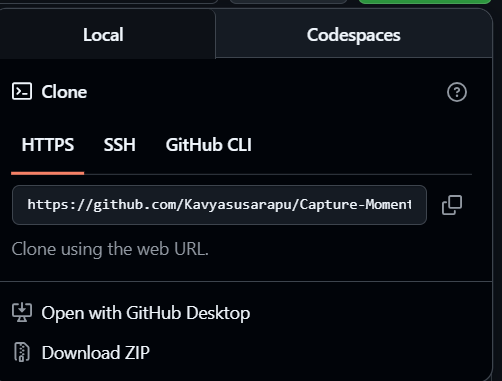 Local Codespaces
Clone
HTTPS SSH GitHub CLI
https://github.com/Kavyasusarapu/Capture-Moment
Clone using the web URL.
Open with GitHub Desktop
Download ZIP